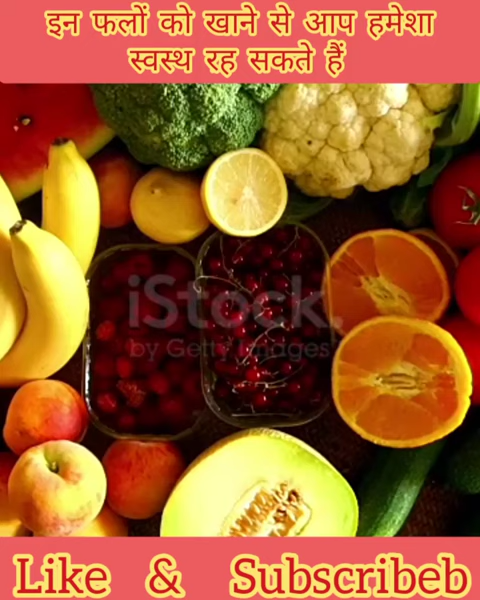 इन फलों को खाने से आप हमेशा
स्वस्थ रह सकते हैं
iStock.
by Getty Images
Like & Subscribeb